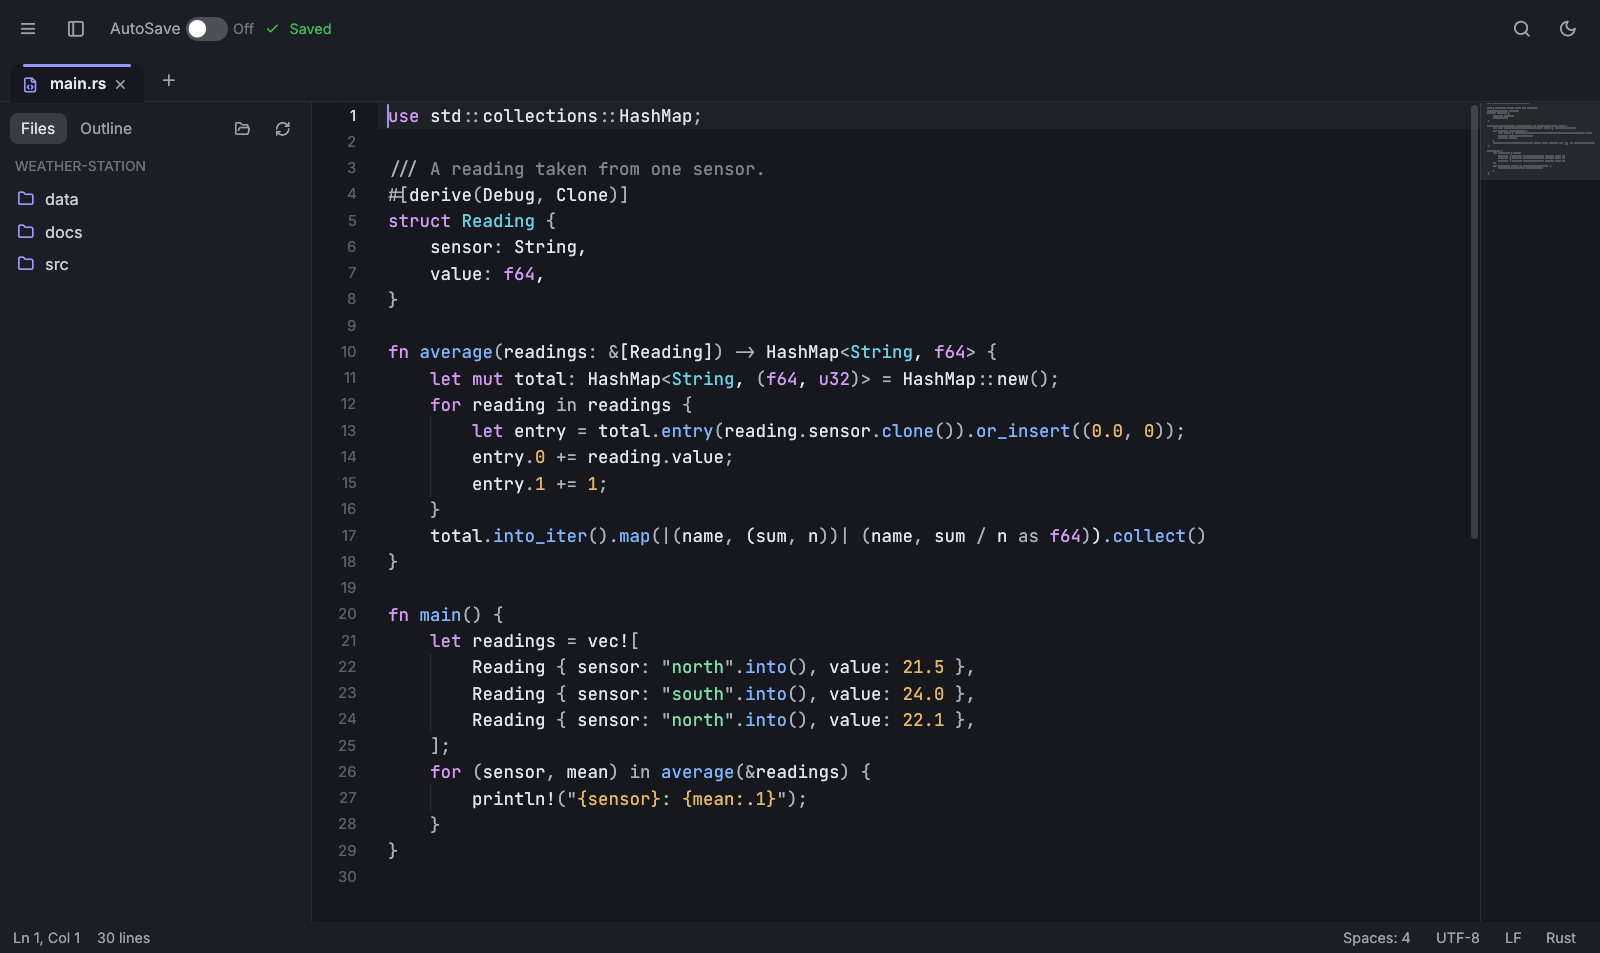 AutoSave Off Saved
main.rs
Files Outline
WEATHER-STATION
data
docs
src
1 use std::collections::HashMap;
2
3 /// A reading taken from one sensor.
4 #[derive(Debug, Clone)]
5 struct Reading {
6     sensor: String,
7     value: f64,
8 }
9
10 fn average(readings: &[Reading]) -> HashMap<String, f64> {
11     let mut total: HashMap<String, (f64, u32)> = HashMap::new();
12     for reading in readings {
13         let entry = total.entry(reading.sensor.clone()).or_insert((0.0, 0));
14         entry.0 += reading.value;
15         entry.1 += 1;
16     }
17     total.into_iter().map(|(name, (sum, n))| (name, sum / n as f64)).collect()
18 }
19
20 fn main() {
21     let readings = vec![
22         Reading { sensor: "north".into(), value: 21.5 },
23         Reading { sensor: "south".into(), value: 24.0 },
24         Reading { sensor: "north".into(), value: 22.1 },
25     ];
26     for (sensor, mean) in average(&readings) {
27         println!("{sensor}: {mean:.1}");
28     }
29 }
30
Ln 1, Col 1 30 lines Spaces: 4 UTF-8 LF Rust